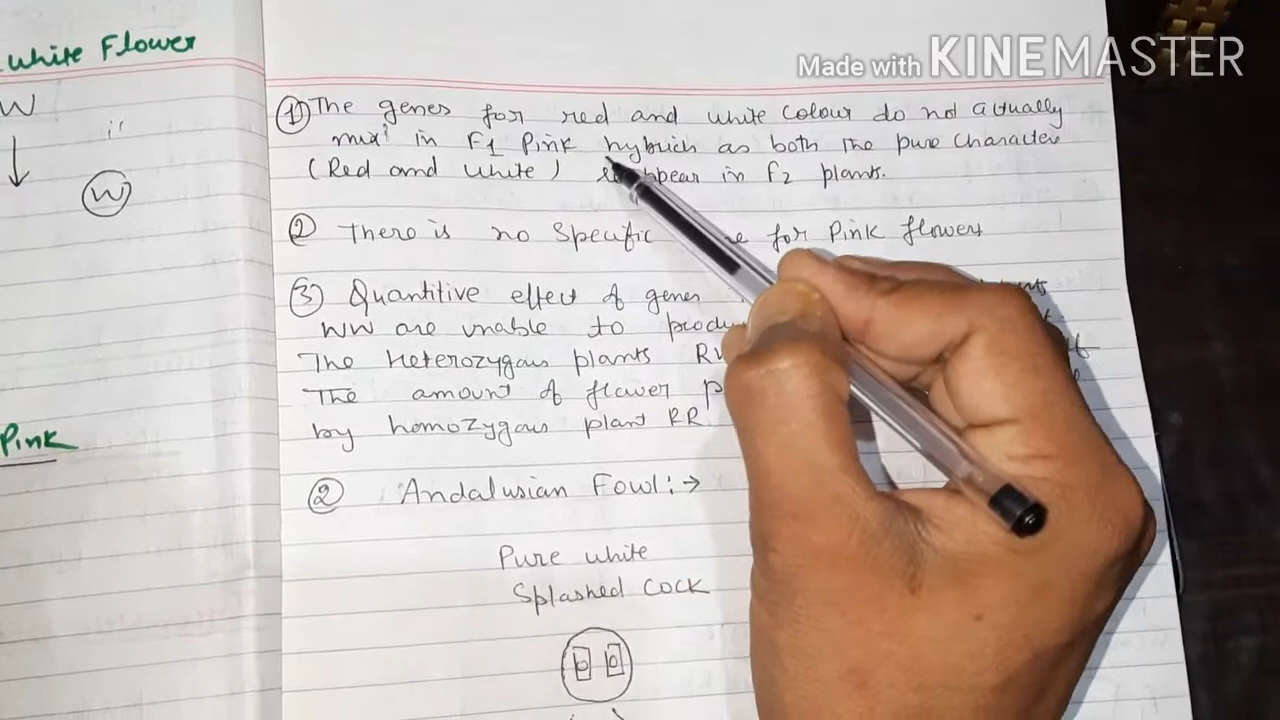 Made with KINEMASTER
White Flower
W
W
Pink
① The genes for red and white colour do not actually
mix in F1 Pink hybrich as both the pure character
(Red and white) in F2 plants.
② There is no Specific for Pink flowers
③ Quantitive effect of genes
WW are unable to
The Heterozygous plants
The amount of flower
by homozygous plant RR
② Andalusian Fowl:→
Pure white
Splashed Cock
b b